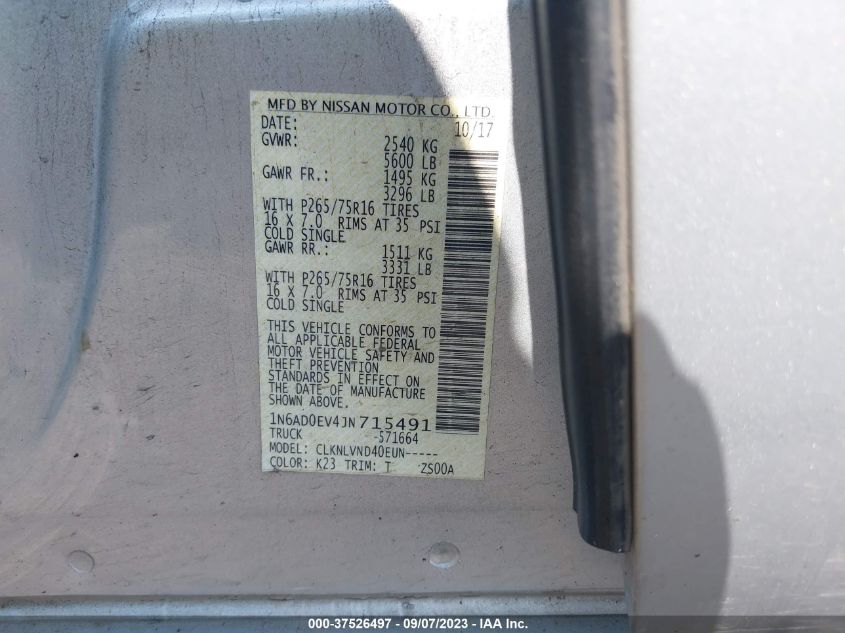 MFD BY NISSAN MOTOR CO., LTD.
DATE: 10/17
GVWR: 2540 KG
5600 LB
GAWR FR.: 1495 KG
3296 LB
WITH P265/75R16 TIRES
16 X 7.0 RIMS AT 35 PSI
COLD SINGLE
GAWR RR.: 1511 KG
3331 LB
WITH P265/75R16 TIRES
16 X 7.0 RIMS AT 35 PSI
COLD SINGLE
THIS VEHICLE CONFORMS TO
ALL APPLICABLE FEDERAL
MOTOR VEHICLE SAFETY AND
THEFT PREVENTION
STANDARDS IN EFFECT ON
THE DATE OF MANUFACTURE
SHOWN ABOVE.
1N6AD0EV4JN715491
TRUCK -571664
MODEL: CLKNLVND40EUN-----
COLOR: K23 TRIM: T ZS00A
000-37526497 - 09/07/2023 - IAA Inc.